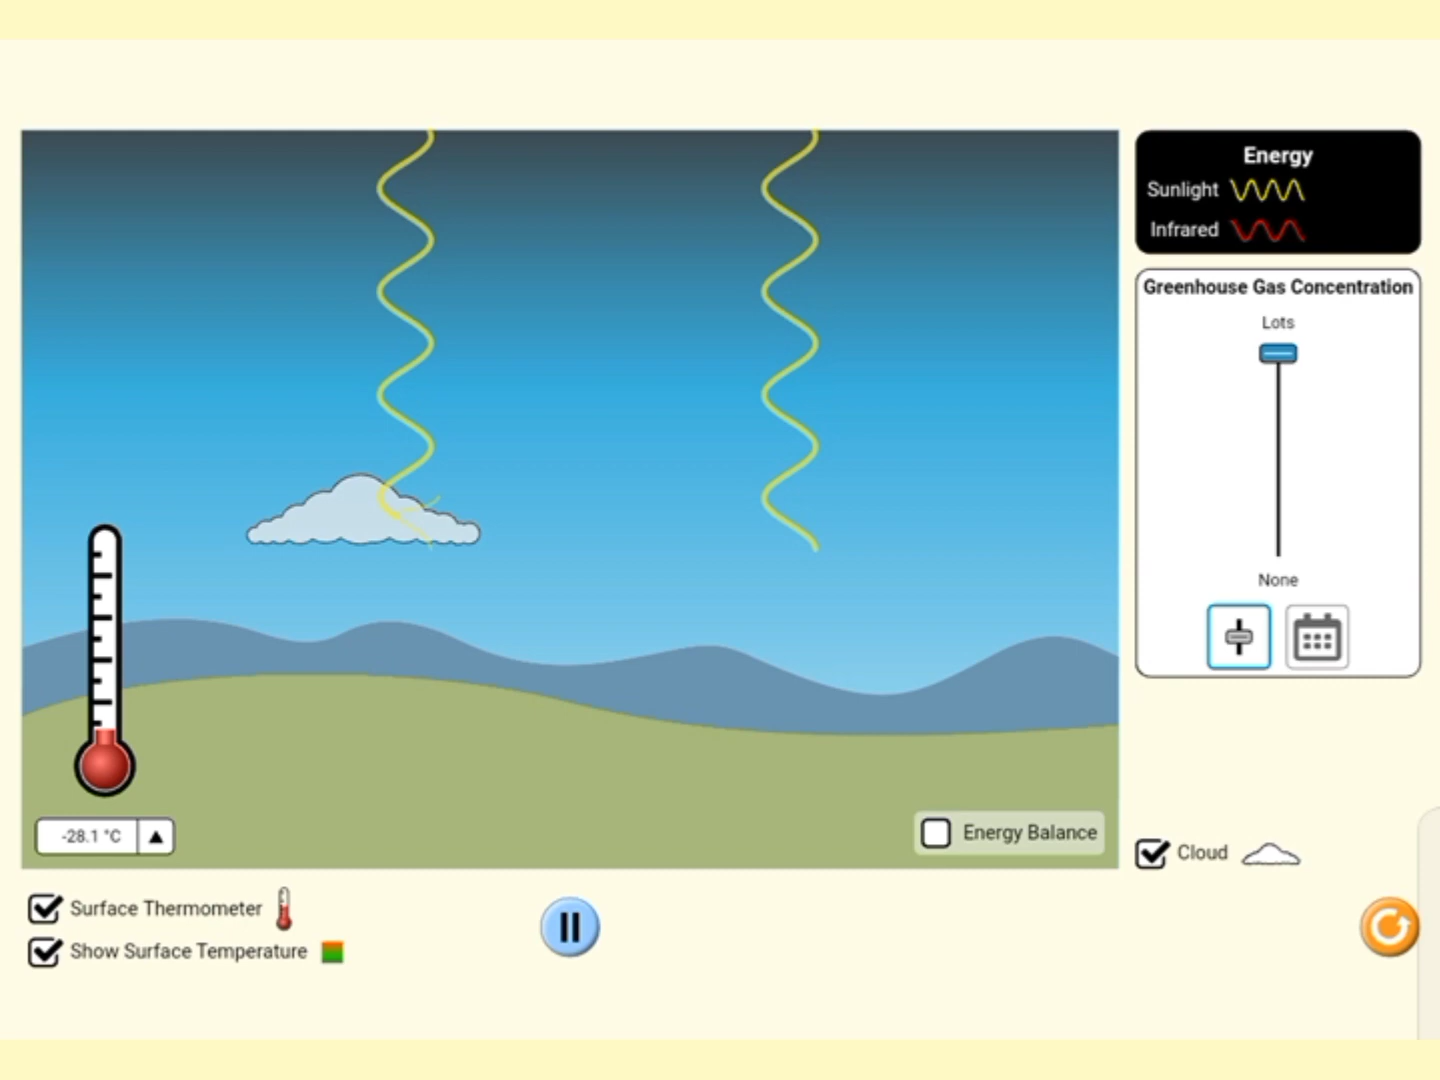 Energy
Sunlight
Infrared
Greenhouse Gas Concentration
Lots
None
-28.1 °C
Energy Balance
Cloud
Surface Thermometer
Show Surface Temperature